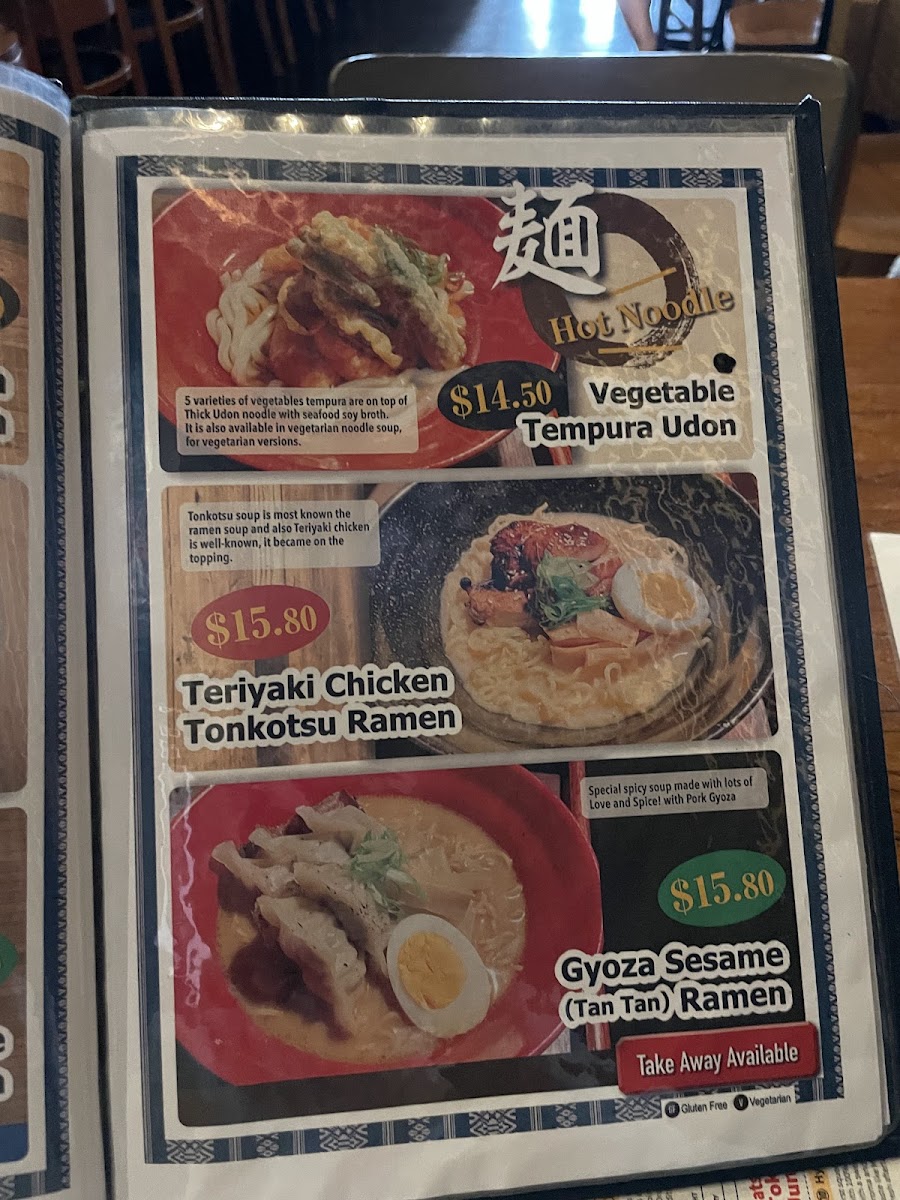 麺
Hot Noodle
5 varieties of vegetables tempura are on top of
Thick Udon noodle with seafood soy broth.
It is also available in vegetarian noodle soup,
for vegetarian versions.
$14.50
Vegetable
Tempura Udon
Tonkotsu soup is most known the
ramen soup and also Teriyaki chicken
is well-known, it became on the
topping.
$15.80
Teriyaki Chicken
Tonkotsu Ramen
Special spicy soup made with lots of
Love and Spice! with Pork Gyoza
$15.80
Gyoza Sesame
(Tan Tan) Ramen
Take Away Available
GF Gluten Free V Vegetarian